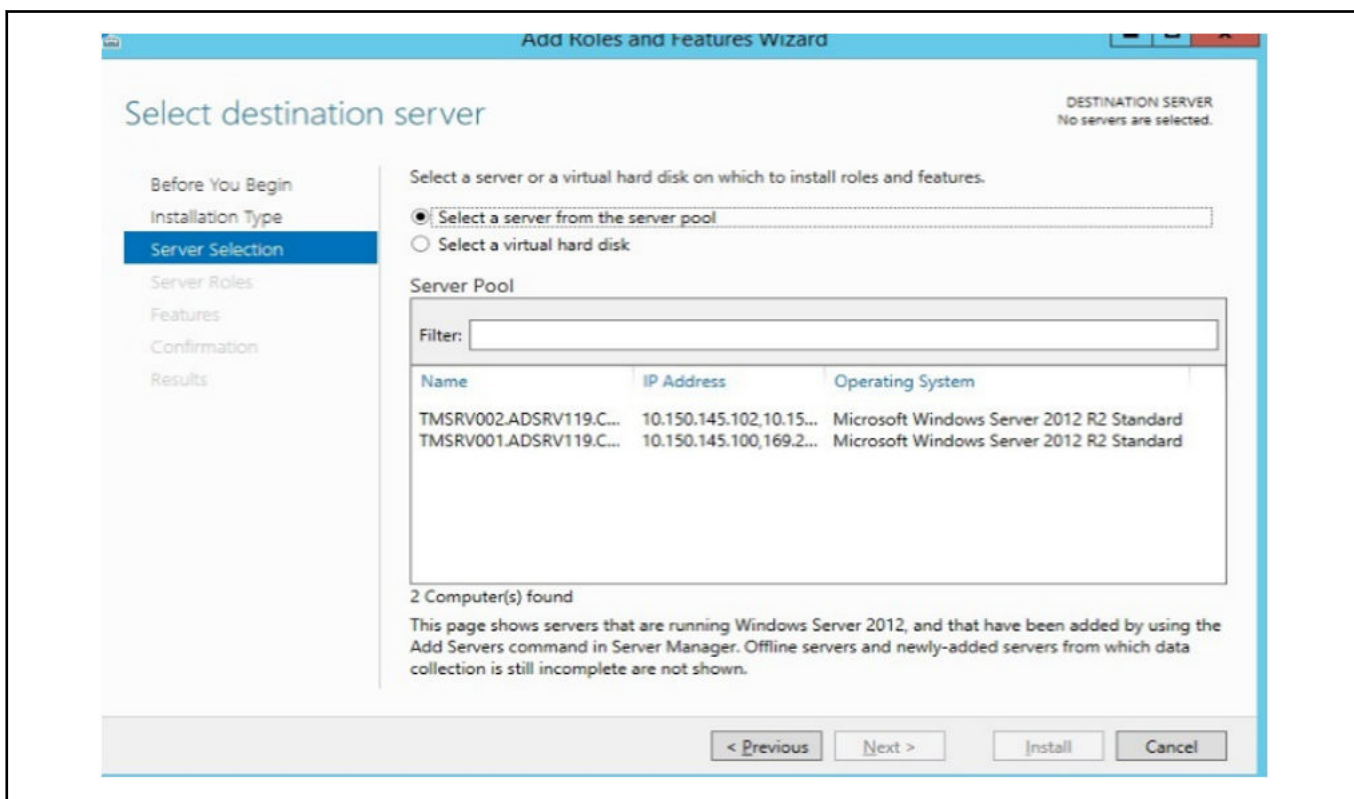 Add Roles and Features Wizard
Select destination server
DESTINATION SERVER
No servers are selected.
Before You Begin
Installation Type
Server Selection
Server Roles
Features
Confirmation
Results
Select a server or a virtual hard disk on which to install roles and features.
Select a server from the server pool
Select a virtual hard disk
Server Pool
Filter:
Name IP Address Operating System
TMSRV002.ADSRV119.C... 10.150.145.102,10.15... Microsoft Windows Server 2012 R2 Standard
TMSRV001.ADSRV119.C... 10.150.145.100,169.2... Microsoft Windows Server 2012 R2 Standard
2 Computer(s) found
This page shows servers that are running Windows Server 2012, and that have been added by using the
Add Servers command in Server Manager. Offline servers and newly-added servers from which data
collection is still incomplete are not shown.
< Previous Next > Install Cancel